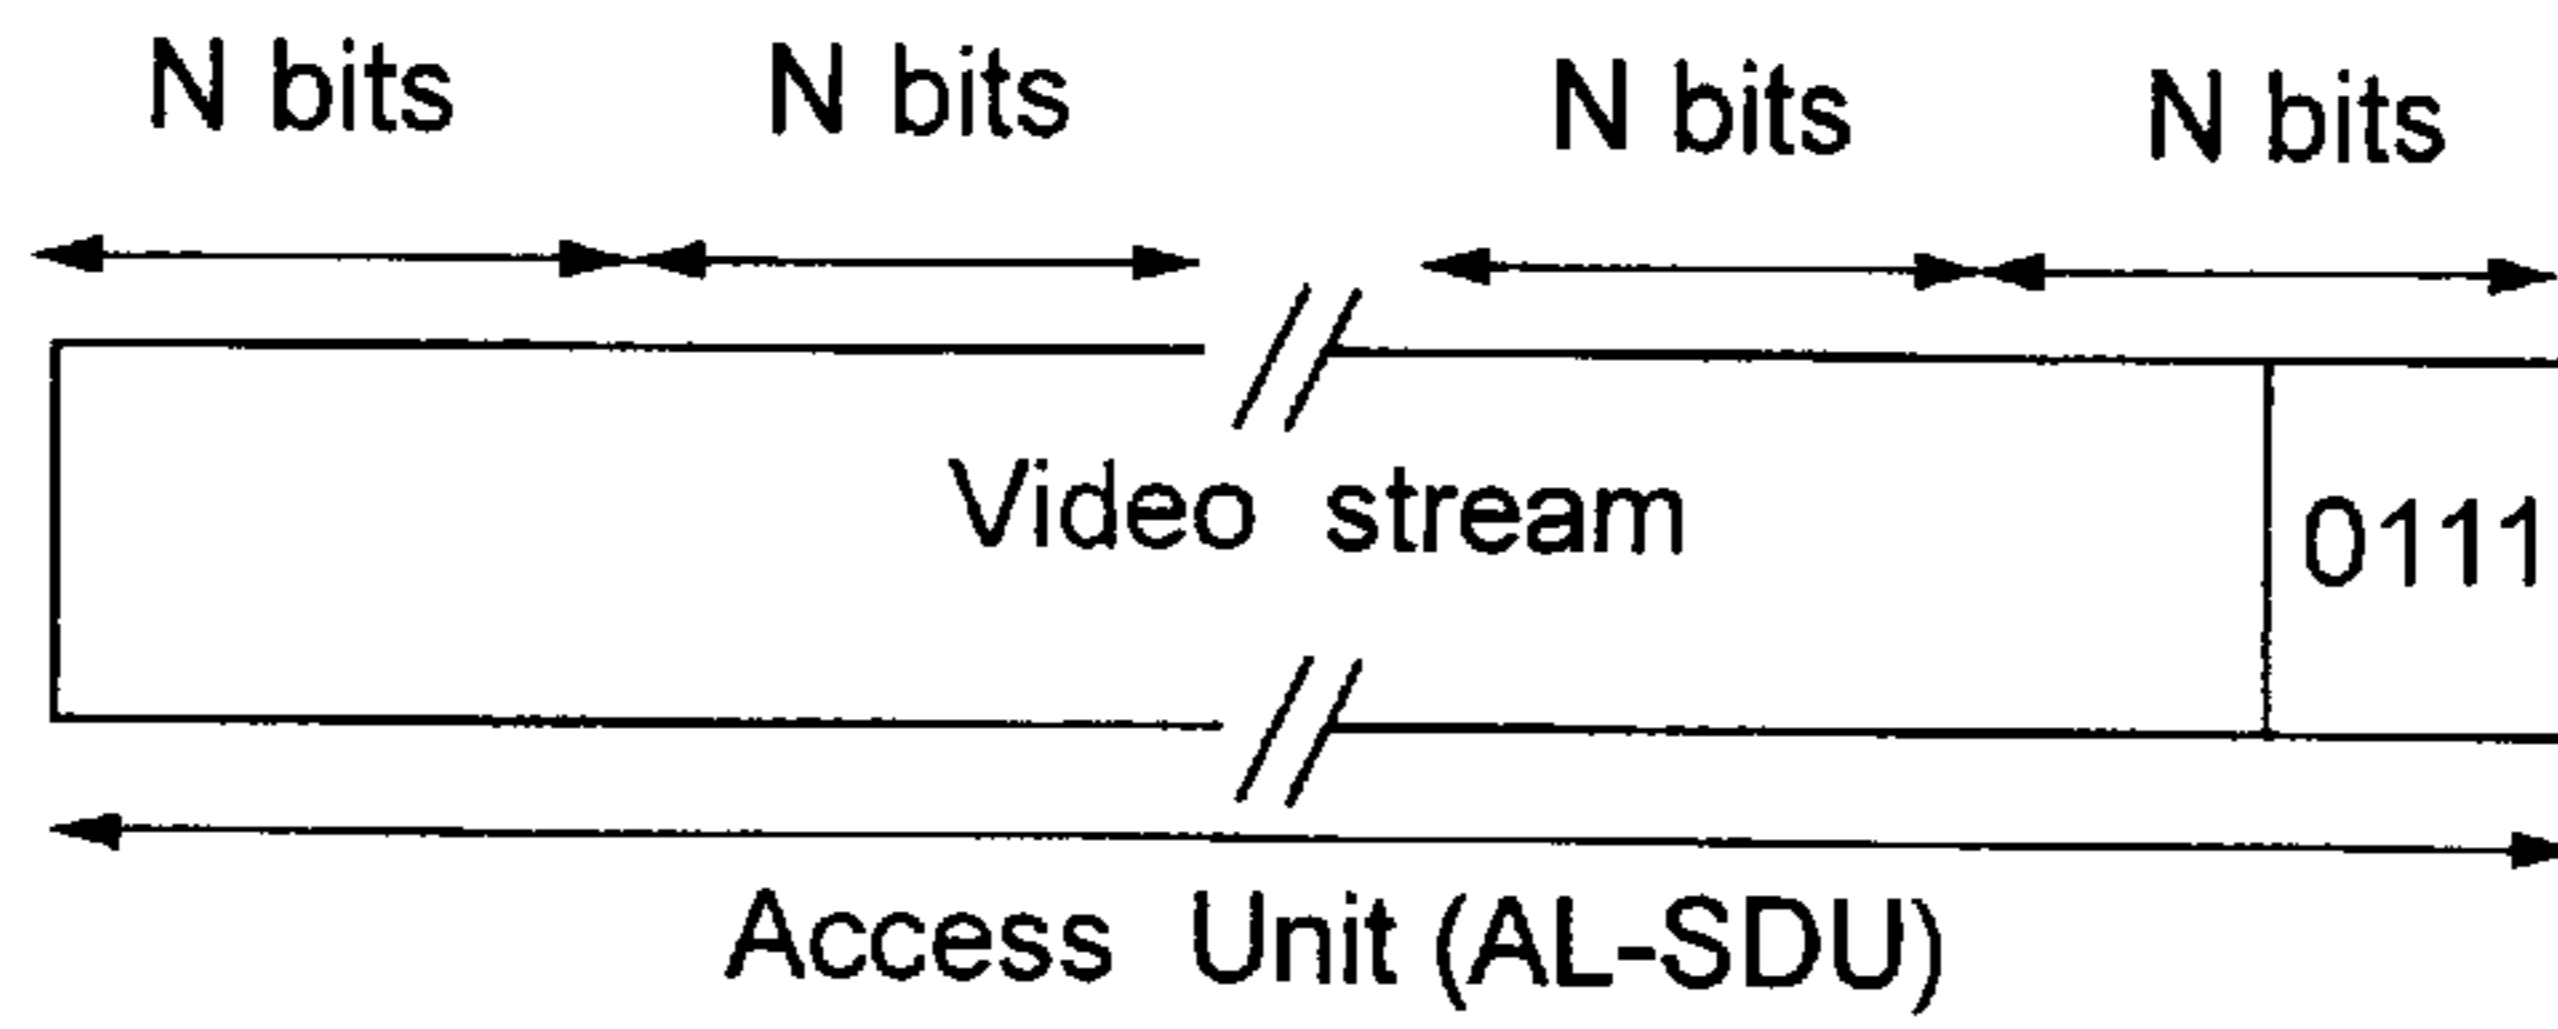 N bits N bits N bits N bits
Video stream 0111
Access Unit (AL-SDU)